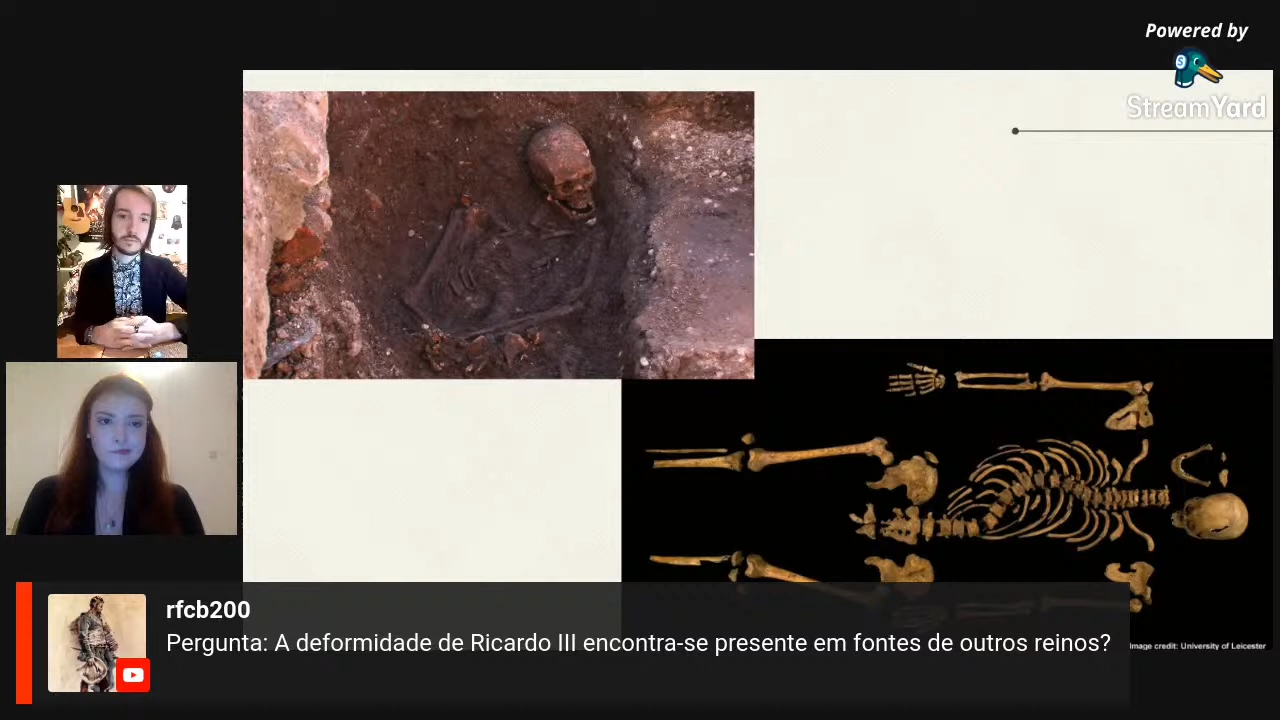 Powered by
StreamYard
Image credit: University of Leicester
rfcb200
Pergunta: A deformidade de Ricardo III encontra-se presente em fontes de outros reinos?